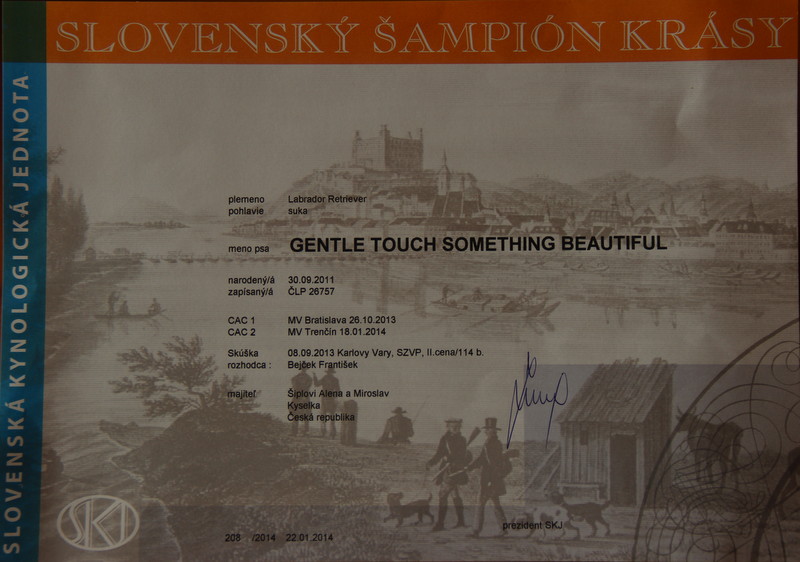 SLOVENSKÝ ŠAMPIÓN KRÁSY
SLOVENSKÁ KYNOLOGICKÁ JEDNOTA
plemeno Labrador Retriever
pohlavie suka
meno psa GENTLE TOUCH SOMETHING BEAUTIFUL
narodený/á 30.09.2011
zapísaný/á ČLP 26757
CAC 1 MV Bratislava 26.10.2013
CAC 2 MV Trenčín 18.01.2014
Skúška 08.09.2013 Karlovy Vary, SZVP, II.cena/114 b.
rozhodca : Bejček František
majiteľ Šiplovi Alena a Miroslav
Kyselka
Česká republika
prezident SKJ
208 /2014 22.01.2014
SKJ